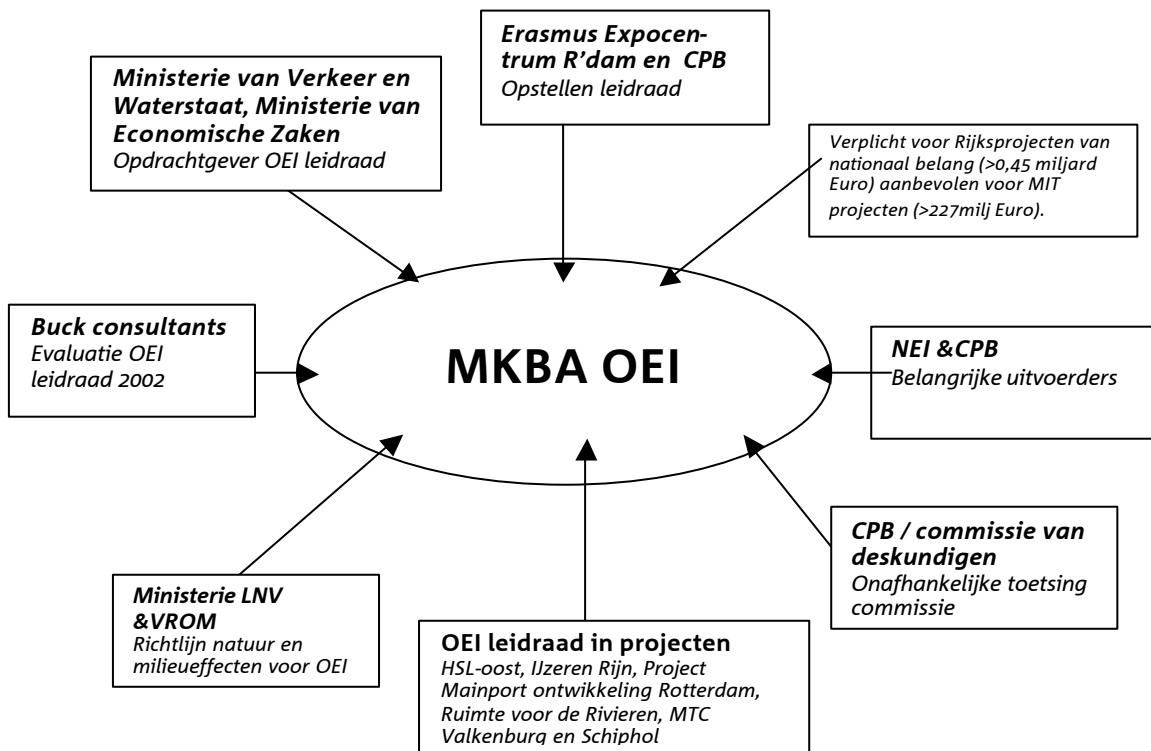 Erasmus Expocen-
trum R’dam en CPB
Opstellen leidraad
Ministerie van Verkeer en
Waterstaat, Ministerie van
Economische Zaken
Opdrachtgever OEI leidraad
Verplicht voor Rijksprojecten van
nationaal belang (>0,45 miljard
Euro) aanbevolen voor MIT
projecten (>227milj Euro).
Buck consultants
Evaluatie OEI
leidraad 2002
MKBA OEI
NEI &CPB
Belangrijke uitvoerders
CPB / commissie van
deskundigen
Onafhankelijke toetsing
commissie
Ministerie LNV
&VROM
Richtlijn natuur en
milieueffecten voor OEI
OEI leidraad in projecten
HSL-oost, IJzeren Rijn, Project
Mainport ontwikkeling Rotterdam,
Ruimte voor de Rivieren, MTC
Valkenburg en Schiphol